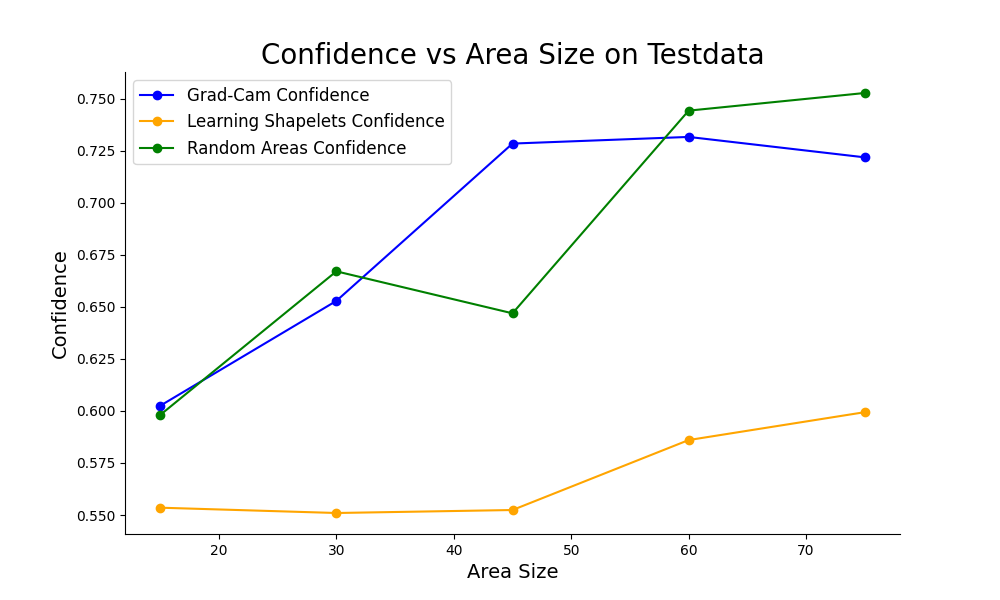 Confidence vs Area Size on Testdata
Grad-Cam Confidence
Learning Shapelets Confidence
Random Areas Confidence
Confidence
0.750
0.725
0.700
0.675
0.650
0.625
0.600
0.575
0.550
20 30 40 50 60 70
Area Size